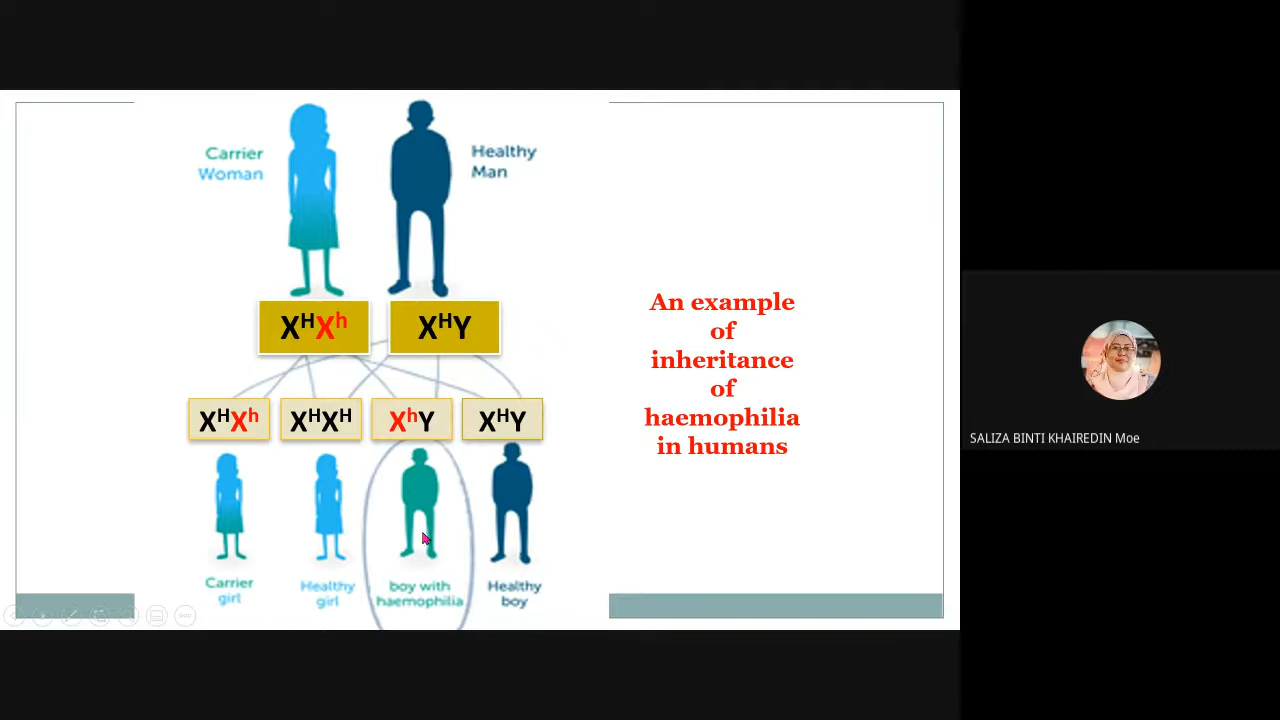 Carrier
Woman
Healthy
Man
XᴴXʰ
XᴴY
An example
of
inheritance
of
haemophilia
in humans
XᴴXʰ
XᴴXᴴ
XʰY
XᴴY
Carrier
girl
Healthy
girl
boy with
haemophilia
Healthy
boy
SALIZA BINTI KHAIREDIN Moe